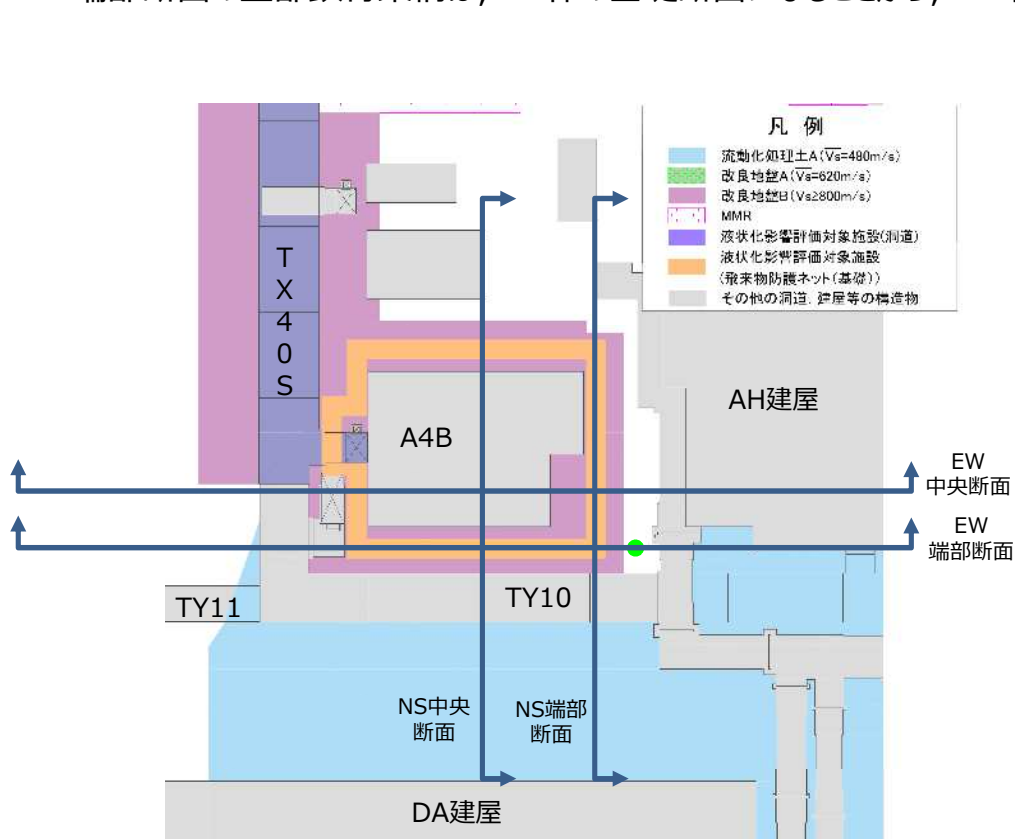 凡 例
流動化処理土A(Vs=480m/s)
改良地盤A(Vs=620m/s)
改良地盤B(Vs≧800m/s)
MMR
液状化影響評価対象施設(洞道)
液状化影響評価対象施設
(飛来物防護ネット(基礎))
その他の洞道、建屋等の構造物
TX40S
A4B
AH建屋
EW
中央断面
EW
端部断面
TY11
TY10
NS中央
断面
NS端部
断面
DA建屋